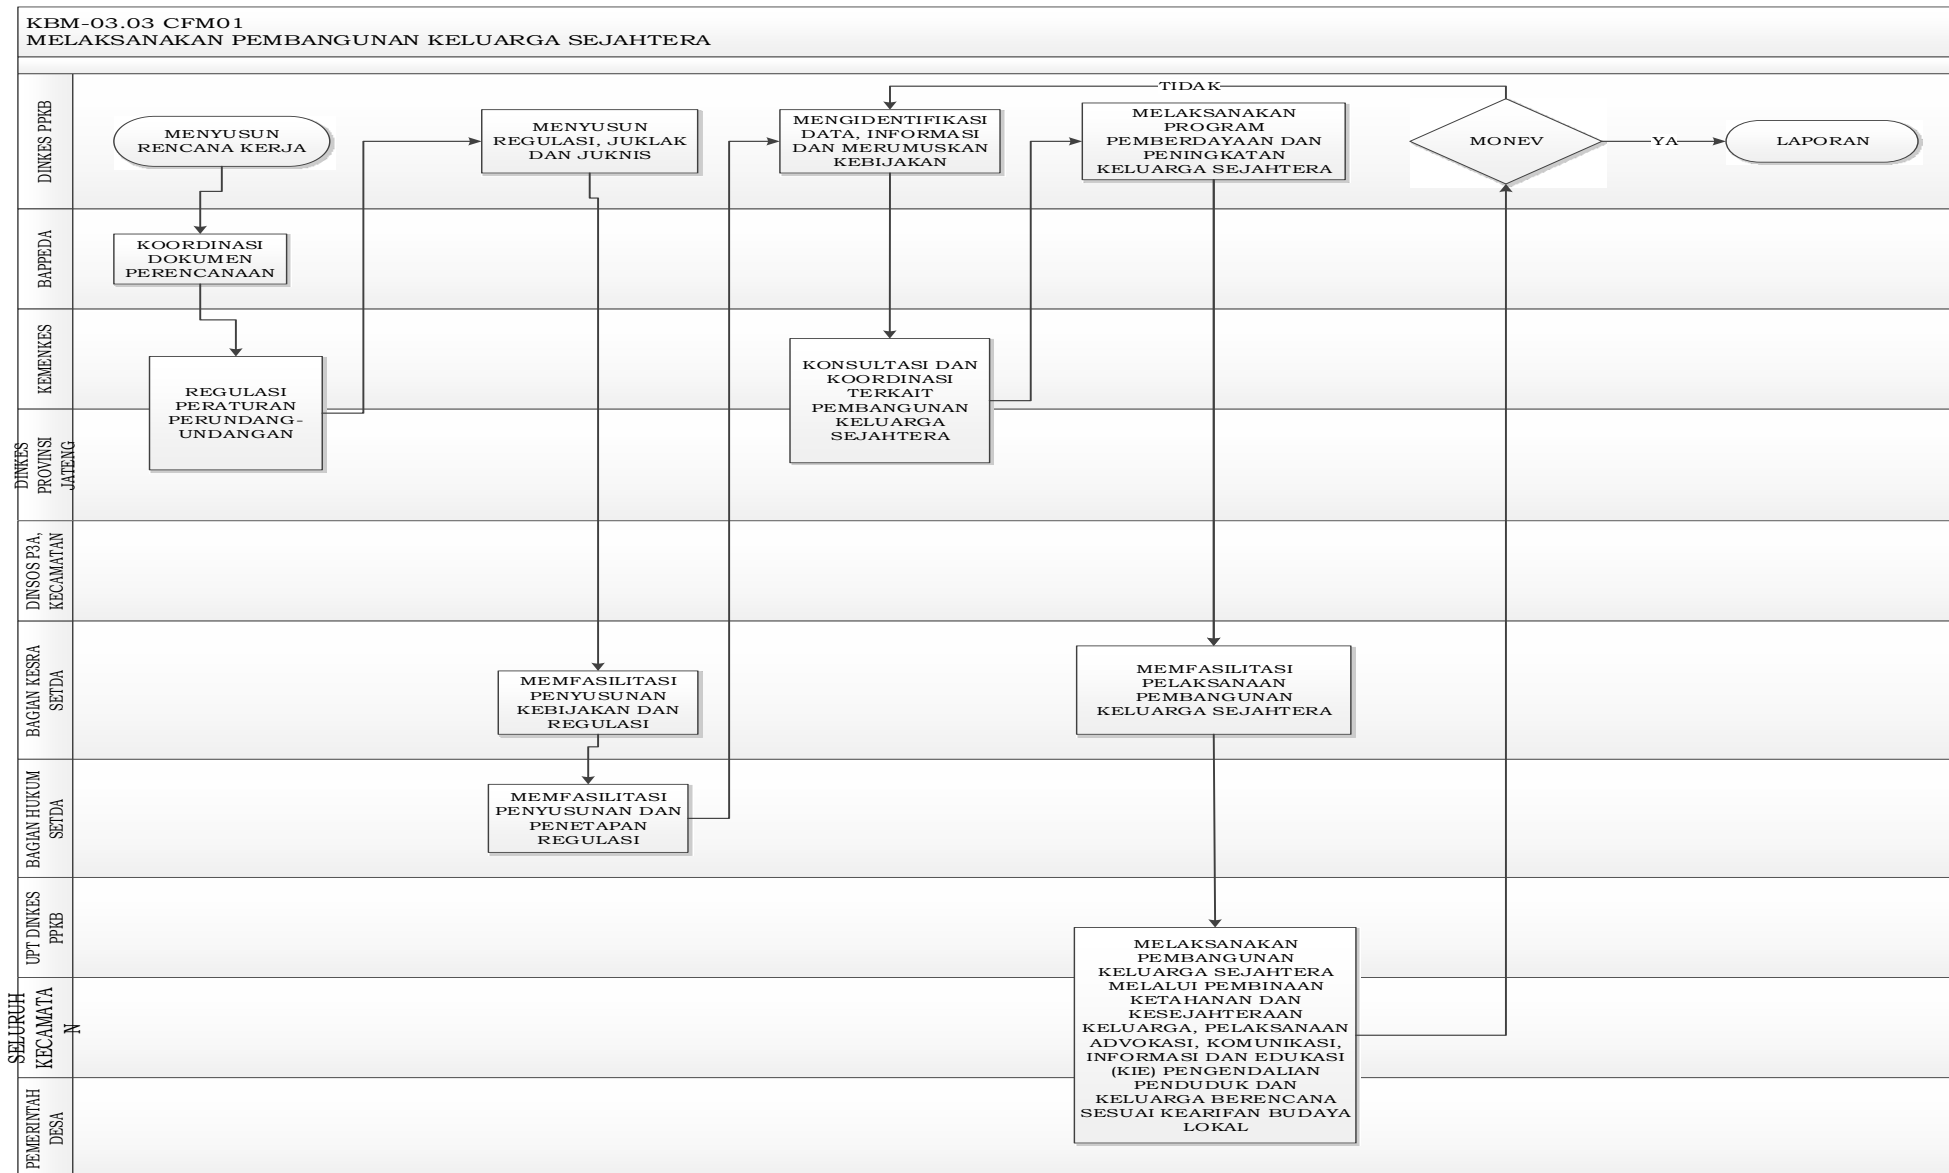 KBM-03.03 CFM01
MELAKSANAKAN PEMBANGUNAN KELUARGA SEJAHTERA
DINKES PPKB
MENYUSUN
RENCANA KERJA
MENYUSUN
REGULASI, JUKLAK
DAN JUKNIS
MENGIDENTIFIKASI
DATA, INFORMASI
DAN MERUMUSKAN
KEBIJAKAN
MELAKSANAKAN
PROGRAM
PEMBERDAYAAN DAN
PENINGKATAN
KELUARGA SEJAHTERA
TIDAK
MONEV
YA
LAPORAN
BAPPEDA
KOORDINASI
DOKUMEN
PERENCANAAN
KEMENKES
REGULASI
PERATURAN
PERUNDANG-
UNDANGAN
KONSULTASI DAN
KOORDINASI
TERKAIT
PEMBANGUNAN
KELUARGA
SEJAHTERA
DINKES
PROVINSI
JATENG
DINSOS P3A,
KECAMATAN
BAGIAN KESRA
SETDA
MEMFASILITASI
PENYUSUNAN
KEBIJAKAN DAN
REGULASI
MEMFASILITASI
PELAKSANAAN
PEMBANGUNAN
KELUARGA SEJAHTERA
BAGIAN HUKUM
SETDA
MEMFASILITASI
PENYUSUNAN DAN
PENETAPAN
REGULASI
UPT DINKES
PPKB
MELAKSANAKAN
PEMBANGUNAN
KELUARGA SEJAHTERA
MELALUI PEMBINAAN
KETAHANAN DAN
KESEJAHTERAAN
KELUARGA, PELAKSANAAN
ADVOKASI, KOMUNIKASI,
INFORMASI DAN EDUKASI
(KIE) PENGENDALIAN
PENDUDUK DAN
KELUARGA BERENCANA
SESUAI KEARIFAN BUDAYA
LOKAL
SELURUH
KECAMATA
N
PEMERINTAH
DESA